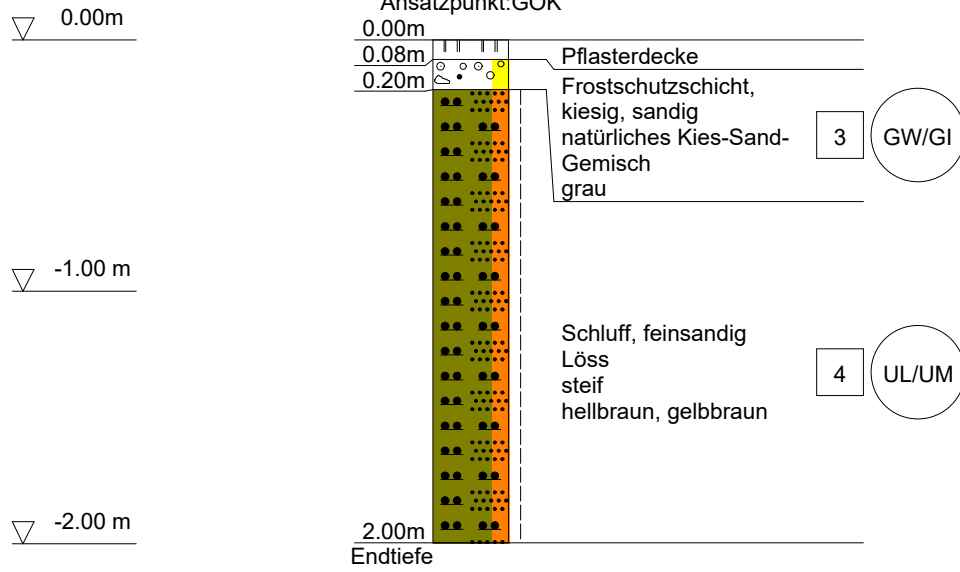 Ansatzpunkt:GOK
0.00m
0.00m
0.08m
Pflasterdecke
0.20m
Frostschutzschicht,
kiesig, sandig
natürliches Kies-Sand-
Gemisch
grau
3
GW/GI
-1.00 m
Schluff, feinsandig
Löss
steif
hellbraun, gelbbraun
4
UL/UM
-2.00 m
2.00m
Endtiefe